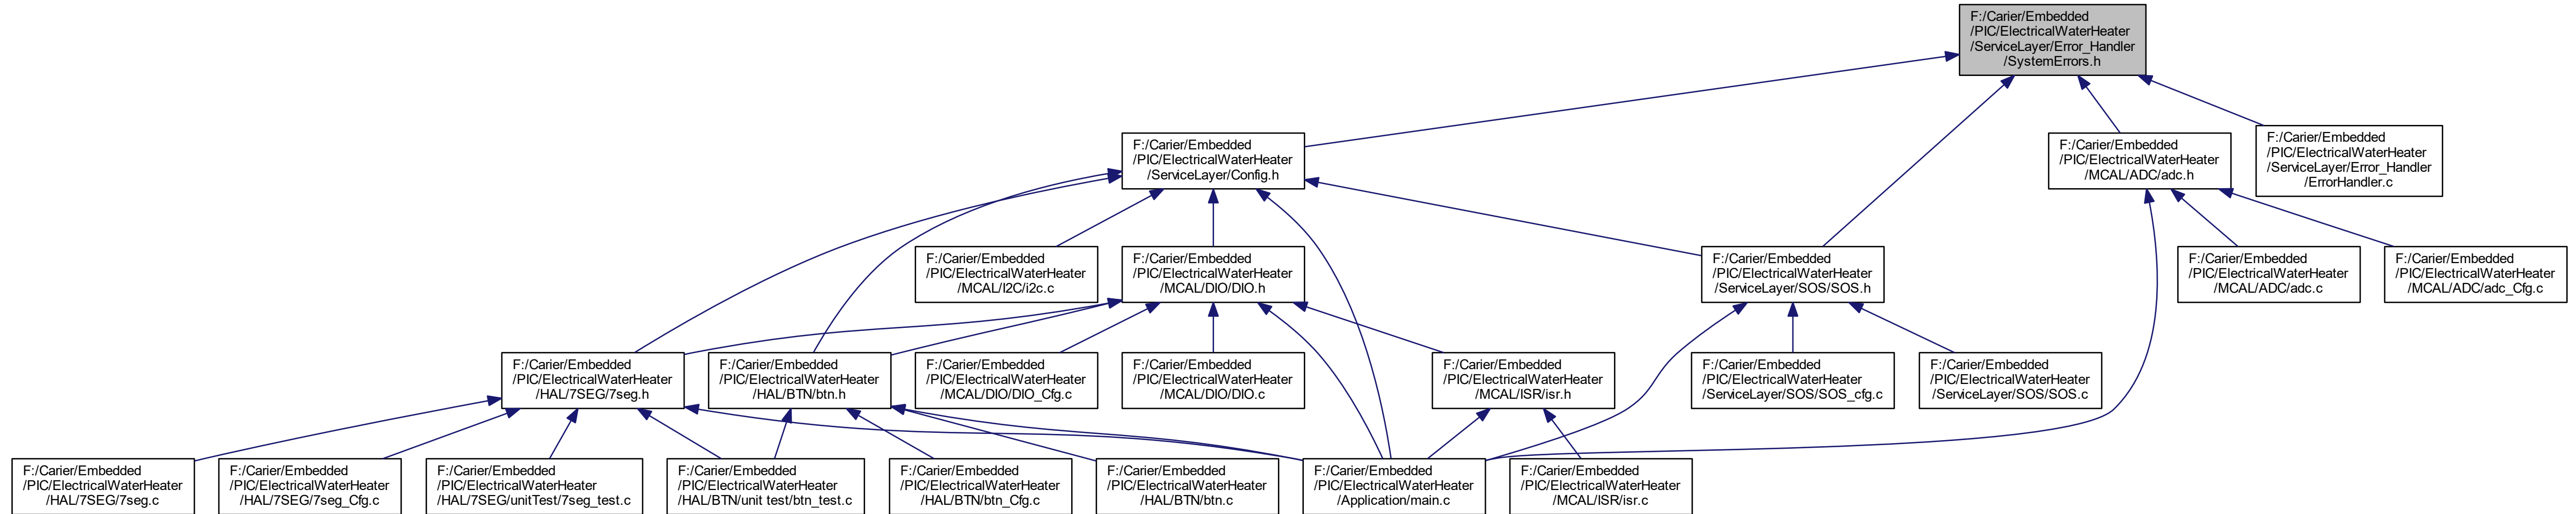 F:/Carier/Embedded
/PIC/ElectricalWaterHeater
/ServiceLayer/Error_Handler
/SystemErrors.h
F:/Carier/Embedded
/PIC/ElectricalWaterHeater
/ServiceLayer/Config.h
F:/Carier/Embedded
/PIC/ElectricalWaterHeater
/MCAL/ADC/adc.h
F:/Carier/Embedded
/PIC/ElectricalWaterHeater
/ServiceLayer/Error_Handler
/ErrorHandler.c
F:/Carier/Embedded
/PIC/ElectricalWaterHeater
/MCAL/I2C/i2c.c
F:/Carier/Embedded
/PIC/ElectricalWaterHeater
/MCAL/DIO/DIO.h
F:/Carier/Embedded
/PIC/ElectricalWaterHeater
/ServiceLayer/SOS/SOS.h
F:/Carier/Embedded
/PIC/ElectricalWaterHeater
/MCAL/ADC/adc.c
F:/Carier/Embedded
/PIC/ElectricalWaterHeater
/MCAL/ADC/adc_Cfg.c
F:/Carier/Embedded
/PIC/ElectricalWaterHeater
/HAL/7SEG/7seg.h
F:/Carier/Embedded
/PIC/ElectricalWaterHeater
/HAL/BTN/btn.h
F:/Carier/Embedded
/PIC/ElectricalWaterHeater
/MCAL/DIO/DIO_Cfg.c
F:/Carier/Embedded
/PIC/ElectricalWaterHeater
/MCAL/DIO/DIO.c
F:/Carier/Embedded
/PIC/ElectricalWaterHeater
/MCAL/ISR/isr.h
F:/Carier/Embedded
/PIC/ElectricalWaterHeater
/ServiceLayer/SOS/SOS_cfg.c
F:/Carier/Embedded
/PIC/ElectricalWaterHeater
/ServiceLayer/SOS/SOS.c
F:/Carier/Embedded
/PIC/ElectricalWaterHeater
/HAL/7SEG/7seg.c
F:/Carier/Embedded
/PIC/ElectricalWaterHeater
/HAL/7SEG/7seg_Cfg.c
F:/Carier/Embedded
/PIC/ElectricalWaterHeater
/HAL/7SEG/unitTest/7seg_test.c
F:/Carier/Embedded
/PIC/ElectricalWaterHeater
/HAL/BTN/unit test/btn_test.c
F:/Carier/Embedded
/PIC/ElectricalWaterHeater
/HAL/BTN/btn_Cfg.c
F:/Carier/Embedded
/PIC/ElectricalWaterHeater
/HAL/BTN/btn.c
F:/Carier/Embedded
/PIC/ElectricalWaterHeater
/Application/main.c
F:/Carier/Embedded
/PIC/ElectricalWaterHeater
/MCAL/ISR/isr.c